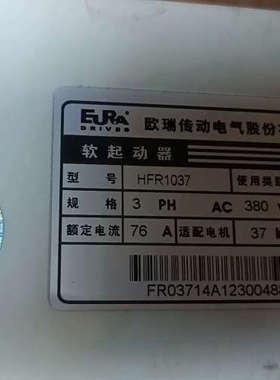 EURA DRIVES 欧瑞传动电气股份
软起动器
型 号 HFR1037 使用类
规 格 3 PH AC 380
额定电流 76 A 适配电机 37
FR03714A1230048